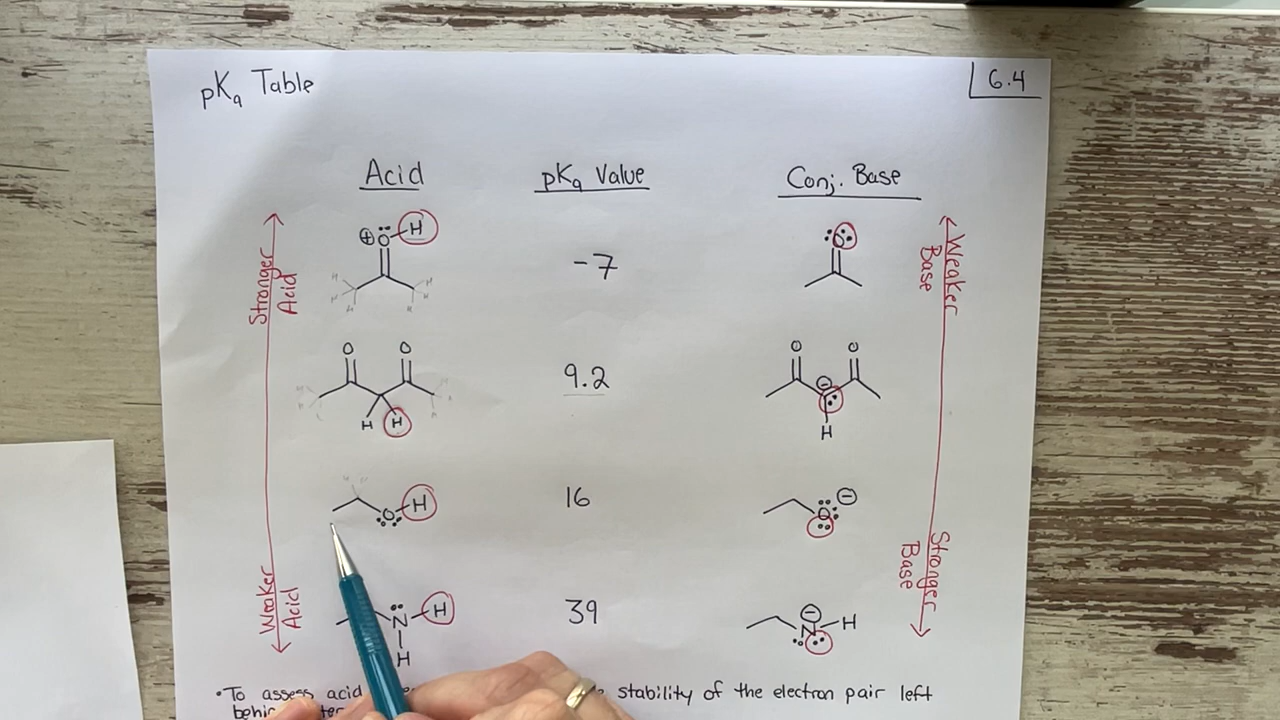 pKa Table
6.4
Acid
pKa Value
Conj. Base
Stronger
Acid
Weaker
Base
⊕ O H
-7
O
O O
H H
9.2
O O
⊖
H
O H
16
O ⊖
Weaker
Acid
Stronger
Base
N H
H
39
⊖
N H
•To assess acid stability of the electron pair left